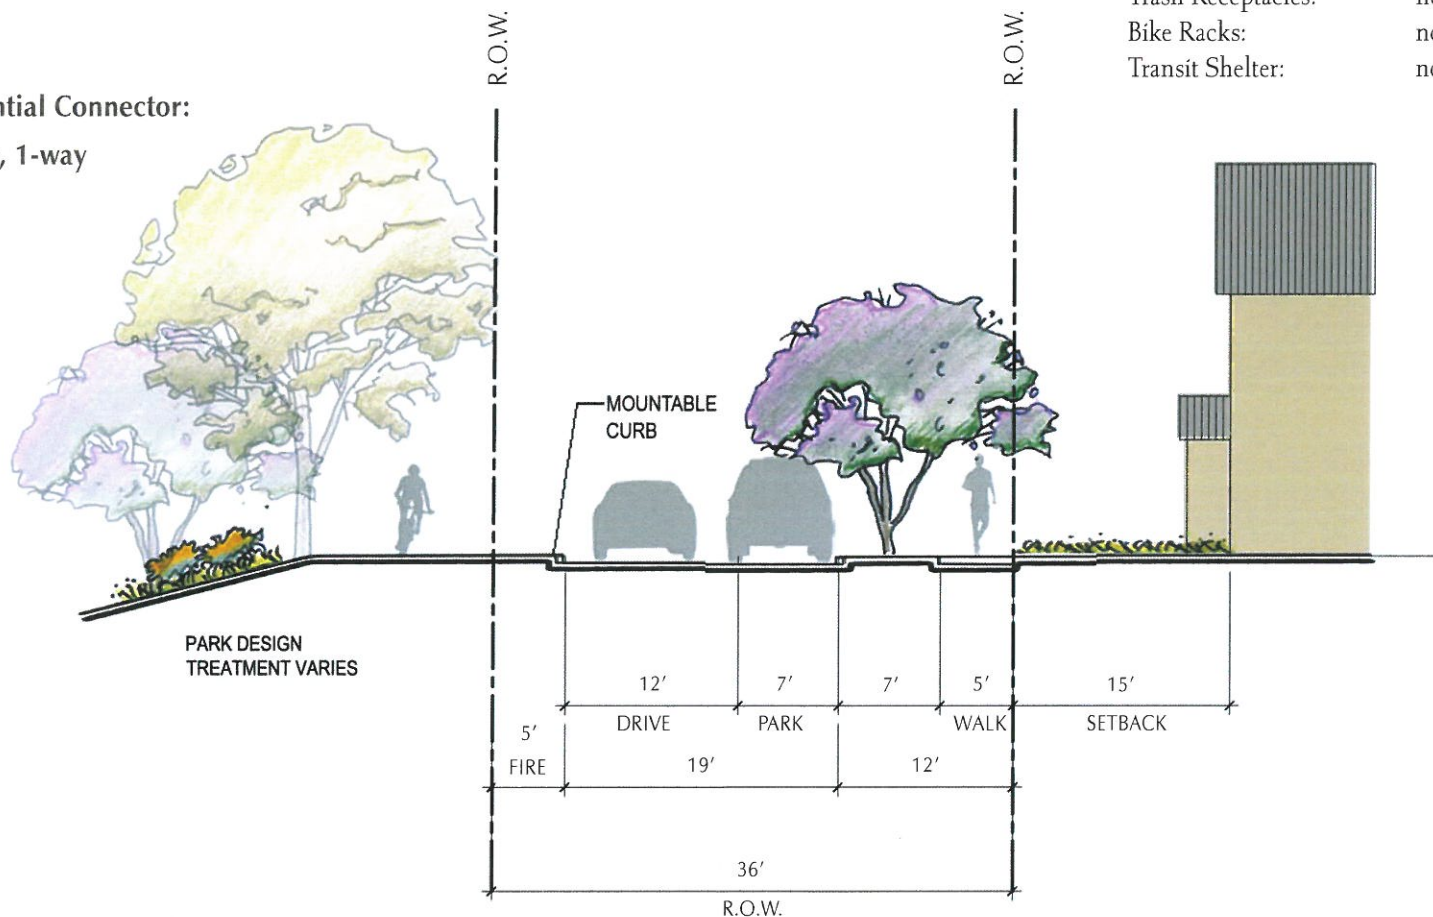 R.O.W.
R.O.W.
Bike Racks:
Transit Shelter:
Connector:
1-way
MOUNTABLE
CURB
PARK DESIGN
TREATMENT VARIES
12' 7' 7' 5' 15'
DRIVE PARK WALK SETBACK
5'
FIRE 19' 12'
36'
R.O.W.